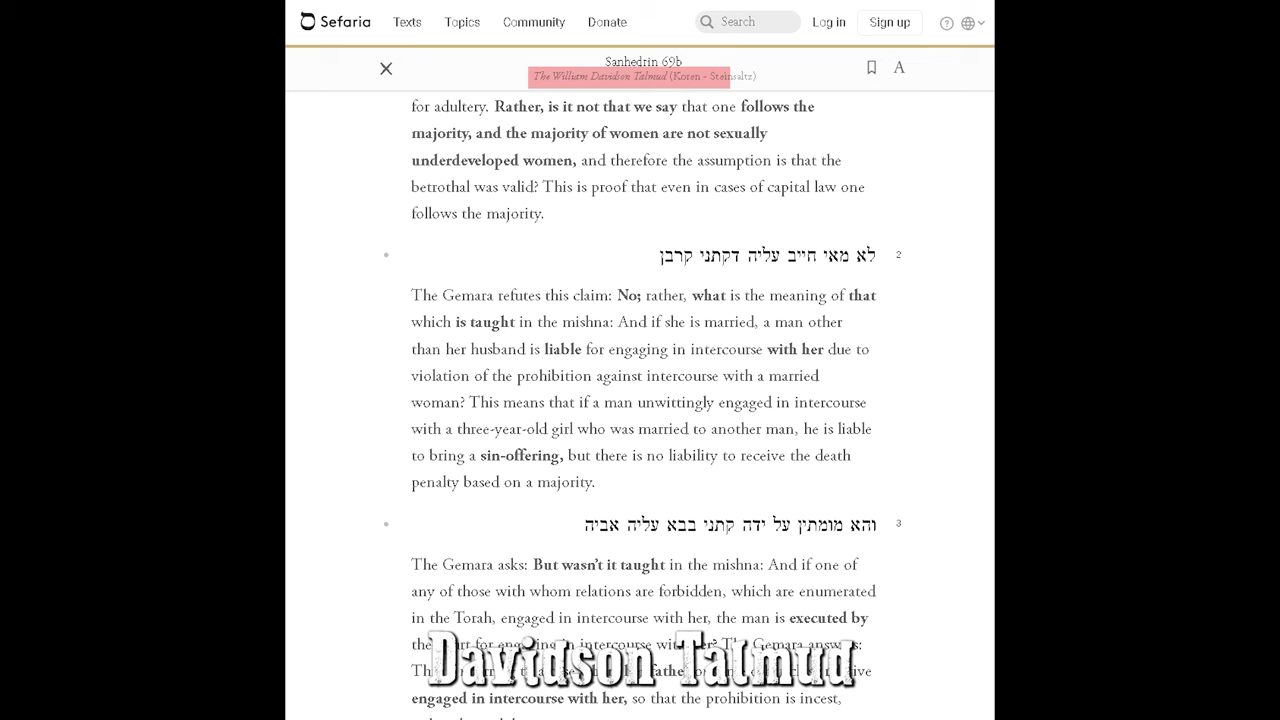 Sefaria Texts Topics Community Donate Search Log in Sign up
Sanhedrin 69b
The William Davidson Talmud (Koren - Steinsaltz)
A
for adultery. Rather, is it not that we say that one follows the
majority, and the majority of women are not sexually
underdeveloped women, and therefore the assumption is that the
betrothal was valid? This is proof that even in cases of capital law one
follows the majority.
לא מאי חייב עליה דקתני קרבן 2
The Gemara refutes this claim: No; rather, what is the meaning of that
which is taught in the mishna: And if she is married, a man other
than her husband is liable for engaging in intercourse with her due to
violation of the prohibition against intercourse with a married
woman? This means that if a man unwittingly engaged in intercourse
with a three-year-old girl who was married to another man, he is liable
to bring a sin-offering, but there is no liability to receive the death
penalty based on a majority.
והא מומתין על ידה קתני בבא עליה אביה 3
The Gemara asks: But wasn't it taught in the mishna: And if one of
any of those with whom relations are forbidden, which are enumerated
in the Torah, engaged in intercourse with her, the man is executed by
for engaging in intercourse with her? The Gemara answers:
Davidson Talmud
engaged in intercourse with her, so that the prohibition is incest,